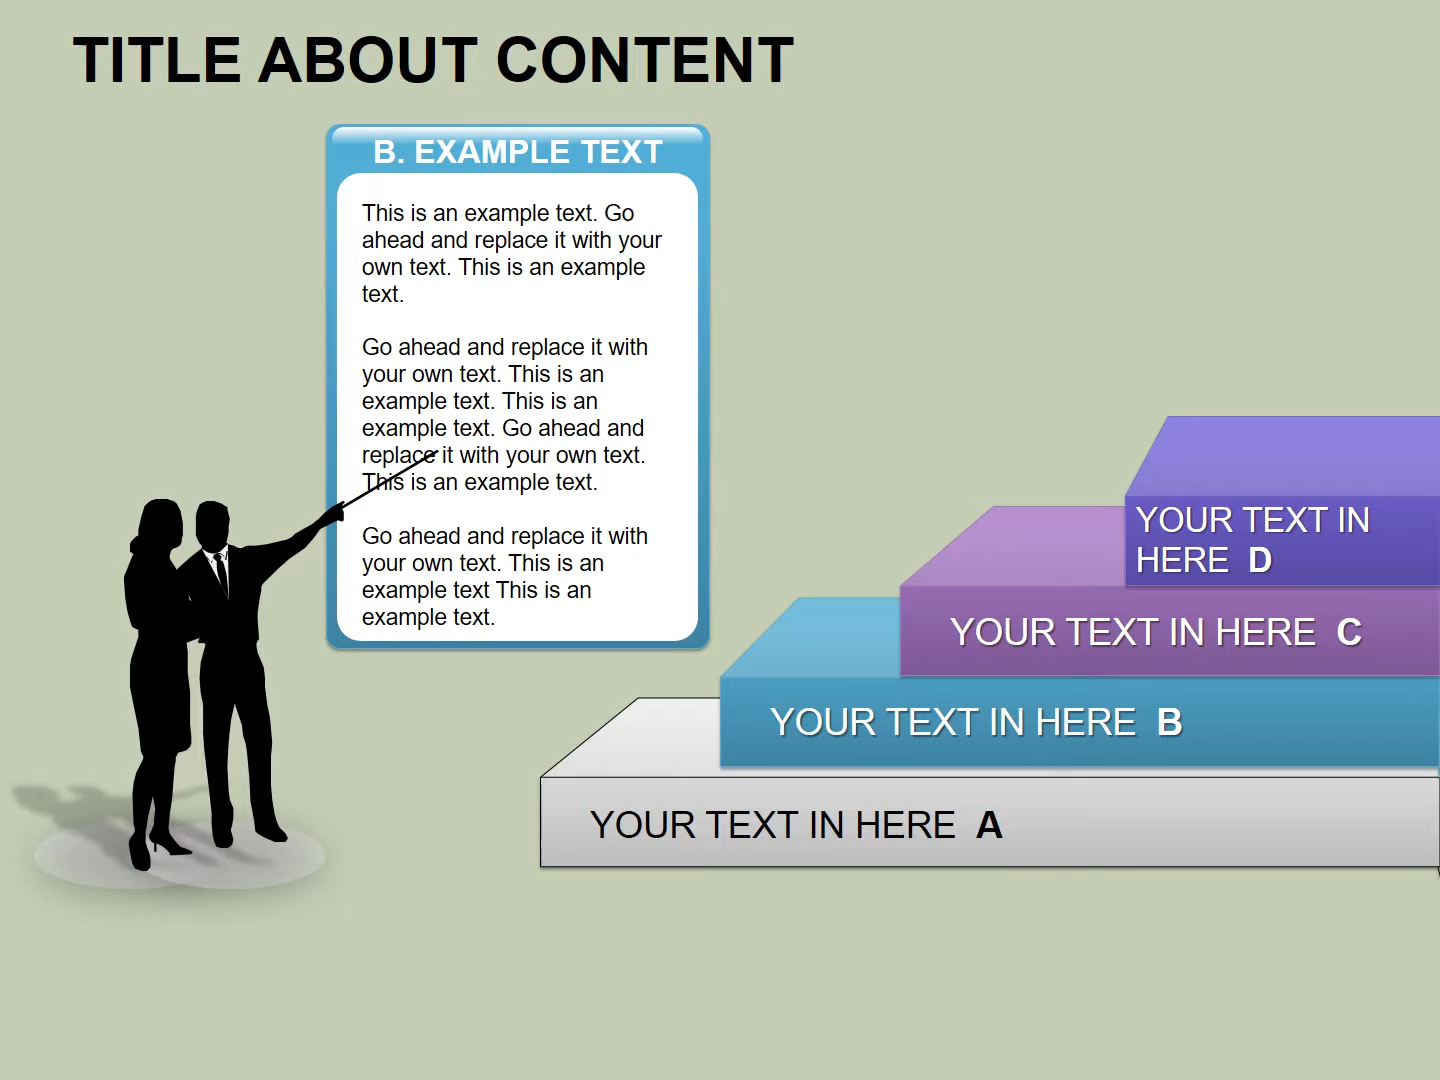 TITLE ABOUT CONTENT
B. EXAMPLE TEXT
This is an example text. Go
ahead and replace it with your
own text. This is an example
text.
Go ahead and replace it with
your own text. This is an
example text. This is an
example text. Go ahead and
replace it with your own text.
This is an example text.
Go ahead and replace it with
your own text. This is an
example text This is an
example text.
YOUR TEXT IN
HERE D
YOUR TEXT IN HERE C
YOUR TEXT IN HERE B
YOUR TEXT IN HERE A